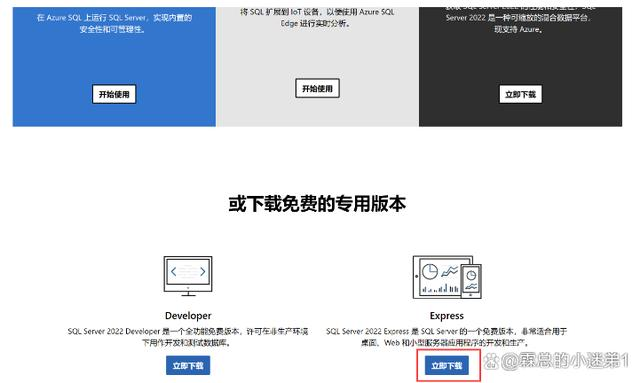 在 Azure SQL 上运行 SQL Server，实现内置的
安全性和可管理性。
开始使用
将 SQL 扩展到 IoT 设备，以便使用 Azure SQL
Edge 进行实时分析。
开始使用
Server 2022 是一种可缩放的混合数据平台，
现支持 Azure。
立即下载
或下载免费的专用版本
Developer
SQL Server 2022 Developer 是一个全功能免费版本，许可在非生产环境
下用作开发和测试数据库。
立即下载
Express
SQL Server 2022 Express 是 SQL Server 的一个免费版本，非常适合用于
桌面、Web 和小型服务器应用程序的开发和生产。
立即下载
@霖总的小迷弟1